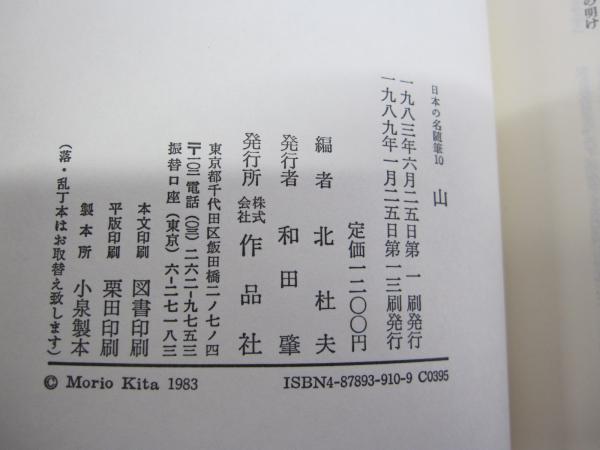 の明け
日本の名随筆10　山
一九八三年六月二五日第一刷発行
一九八九年一月二五日第一三刷発行
定価一二〇〇円
編者　北杜夫
発行者　和田肇
発行所　株式会社　作品社
東京都千代田区飯田橋二ノ七ノ四
〒一〇二電話（〇三）二六二-九七五三
振替口座（東京）六-二七一八三
本文印刷　図書印刷
平版印刷　栗田印刷
製本所　小泉製本
（落・乱丁本はお取替え致します）
© Morio Kita 1983　ISBN4-87893-910-9 C0395